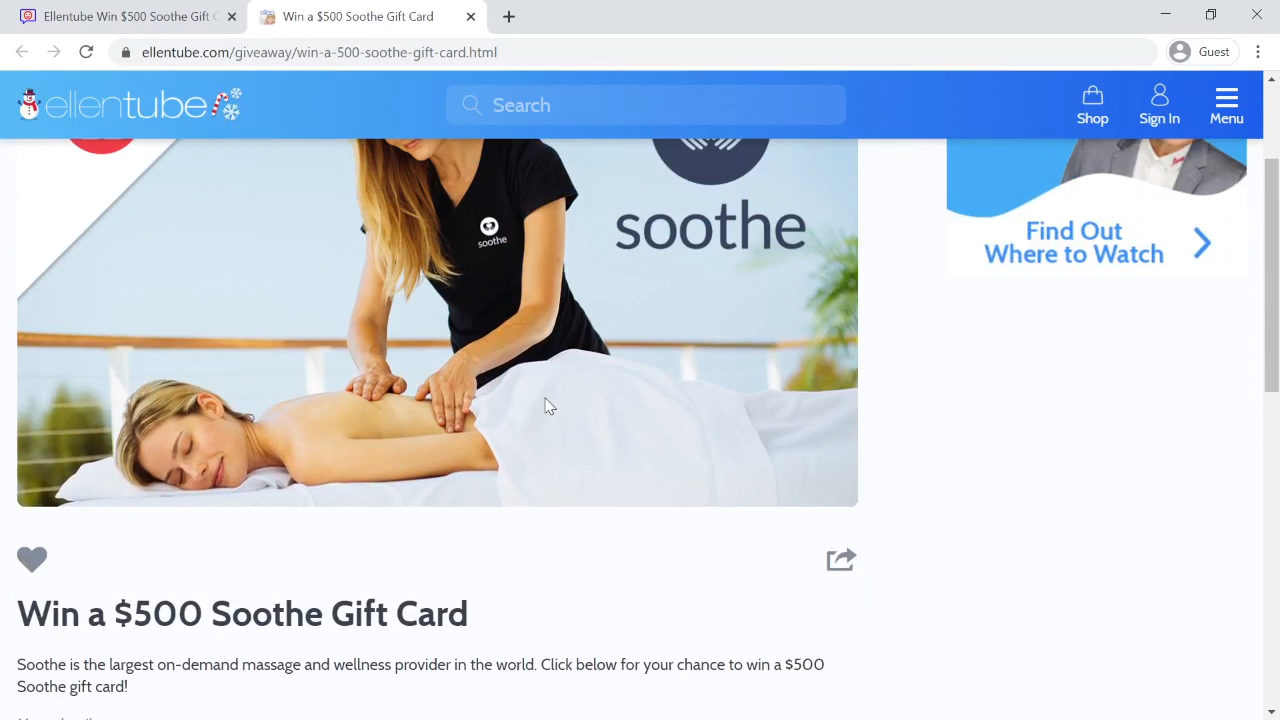 Ellentube Win $500 Soothe Gift C
Win a $500 Soothe Gift Card
ellentube.com/giveaway/win-a-500-soothe-gift-card.html
Guest
ellentube
Search
Shop
Sign In
Menu
soothe
soothe
Find Out
Where to Watch
Win a $500 Soothe Gift Card
Soothe is the largest on-demand massage and wellness provider in the world. Click below for your chance to win a $500
Soothe gift card!